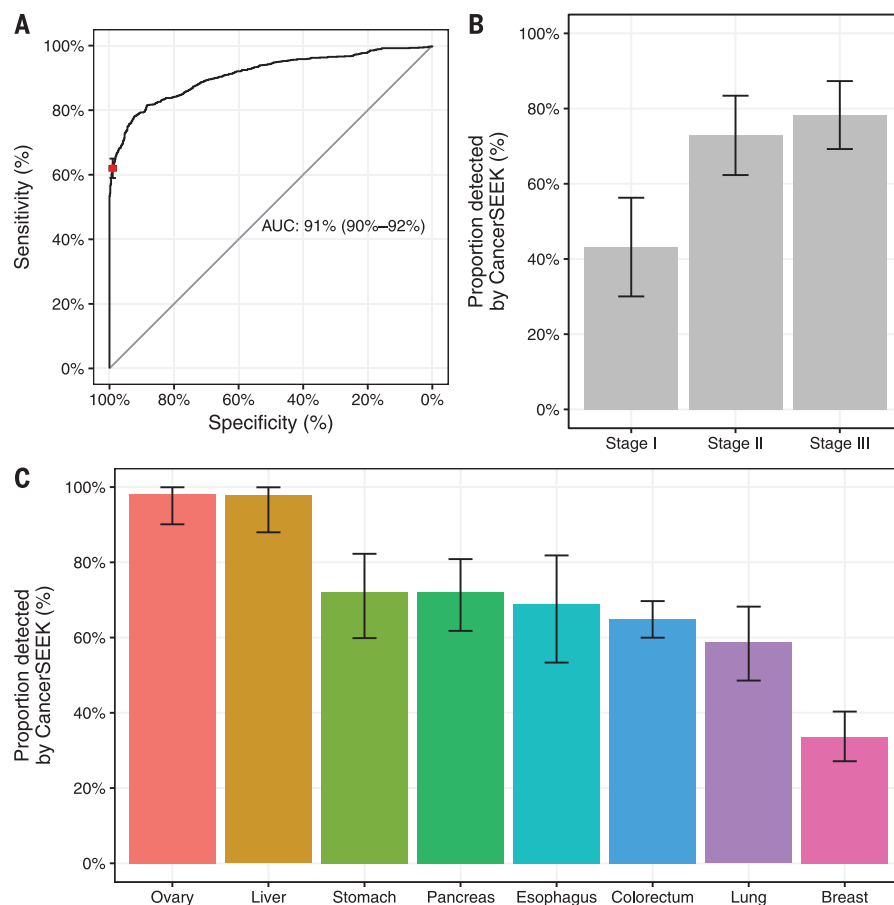 A
100%
80%
60%
40%
20%
0%
Sensitivity (%)
AUC: 91% (90%–92%)
100% 80% 60% 40% 20% 0%
Specificity (%)
B
100%
80%
60%
40%
20%
0%
Proportion detected
by CancerSEEK (%)
Stage I Stage II Stage III
C
100%
80%
60%
40%
20%
0%
Proportion detected
by CancerSEEK (%)
Ovary Liver Stomach Pancreas Esophagus Colorectum Lung Breast